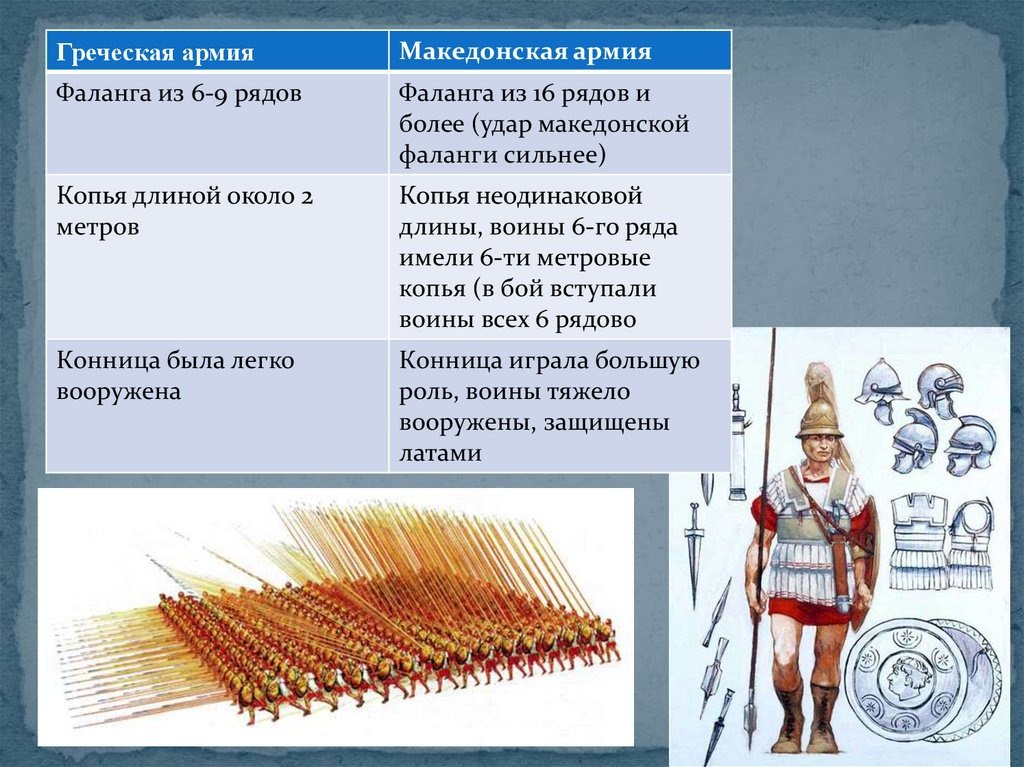 Греческая армия
Македонская армия
Фаланга из 6-9 рядов
Фаланга из 16 рядов и
более (удар македонской
фаланги сильнее)
Копья длиной около 2
метров
Копья неодинаковой
длины, воины 6-го ряда
имели 6-ти метровые
копья (в бой вступали
воины всех 6 рядово
Конница была легко
вооружена
Конница играла большую
роль, воины тяжело
вооружены, защищены
латами